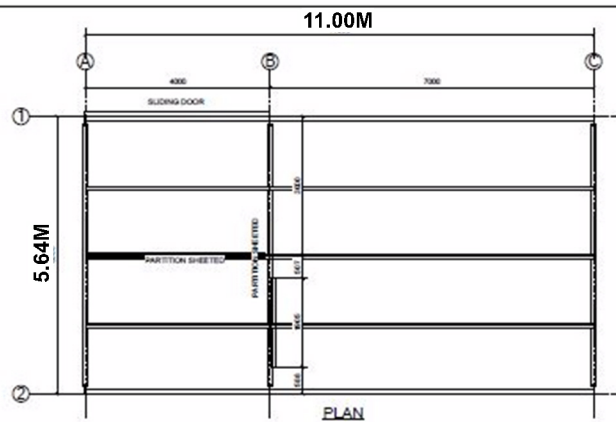 11.00M
A
B
C
4000
7000
SLIDING DOOR
1
5.64M
PARTITION SHEETED
PARTITION SHEETED
2
PLAN